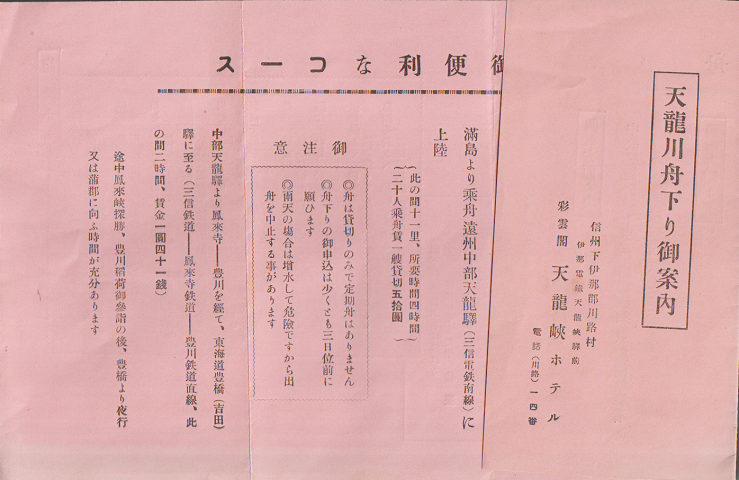 天龍川舟下り御案内
信州下伊那郡川路村
伊那電鐵天龍峽驛前
彩雲閣 天龍峽ホテル
電話(川路)一四番
御便利なコース
滿島より乘舟遠州中部天龍驛(三信電鉄南線)に
上陸
(此の間十一里、所要時間四時間)
(二十人乘舟賃一艘貸切五拾圓)
御注意
◎舟は貸切りのみで定期舟はありません
◎舟下りの御申込は少くとも三日位前に
願ひます
◎雨天の場合は增水して危險ですから出
舟を中止する事があります
中部天龍驛より鳳來寺――豊川を經て、東海道豊橋(吉田)
驛に至る(三信鉄道――鳳來寺鉄道――豊川鉄道直線、此
の間二時間、賃金一圓四十一錢)
途中鳳來峽探勝、豊川稻荷御參詣の後、豊橋より夜行
又は蒲郡に向ふ時間が充分あります